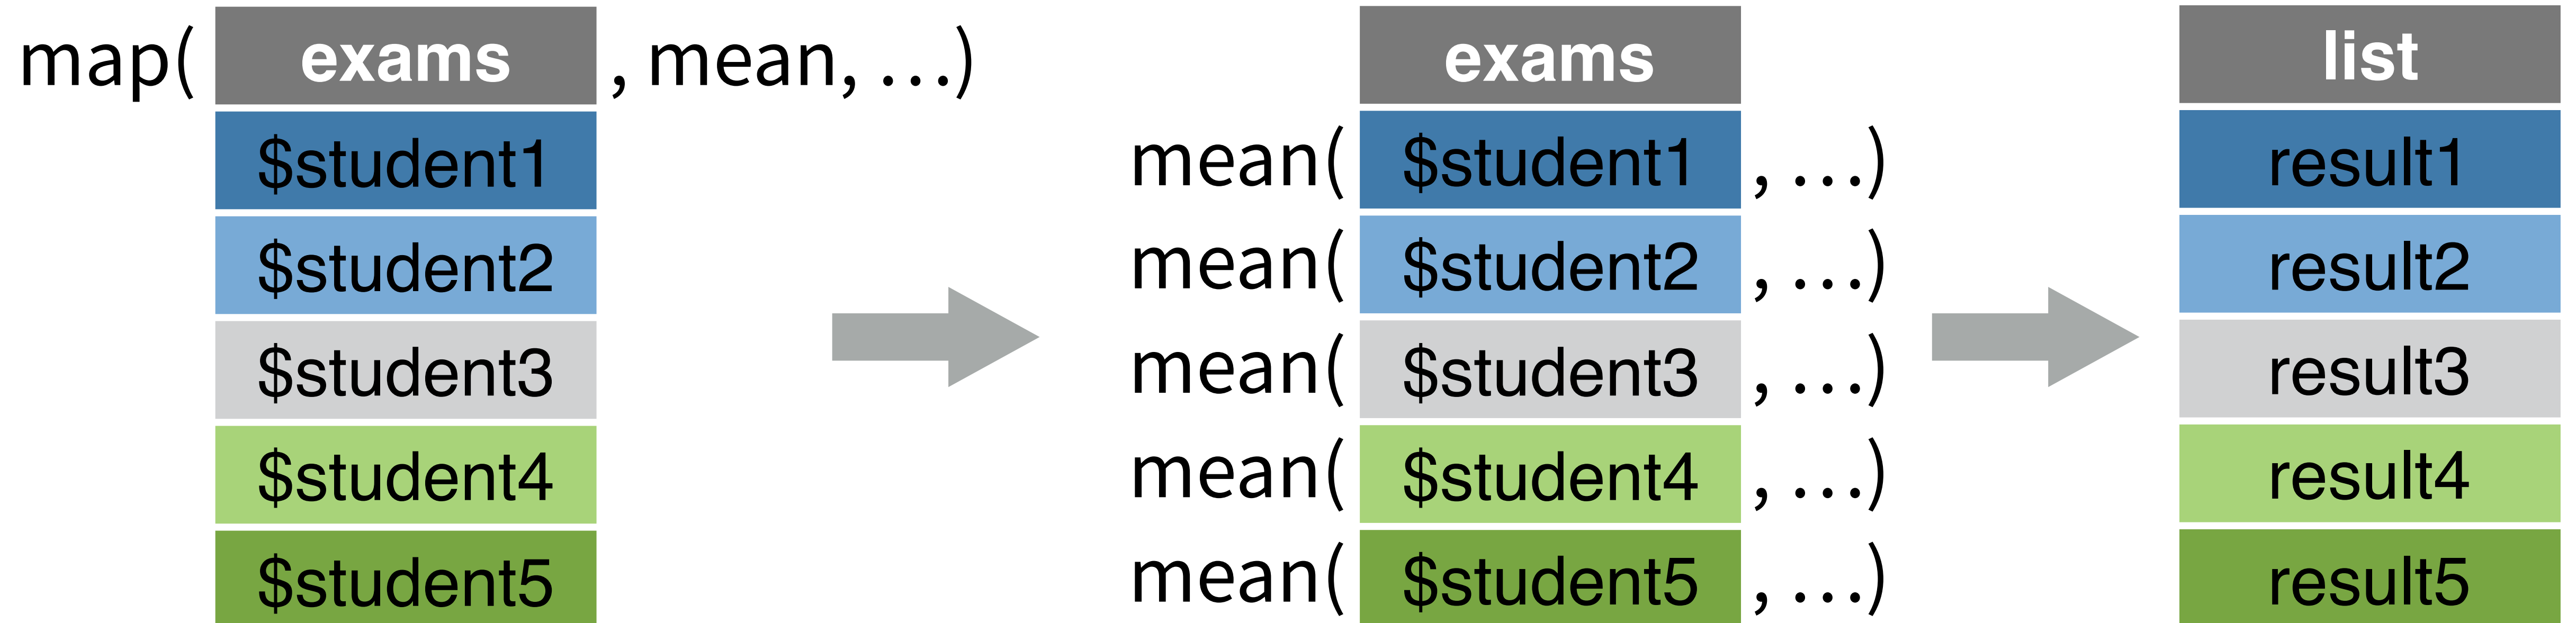 map( exams , mean, …)
$student1
$student2
$student3
$student4
$student5
exams
mean( $student1 , …)
mean( $student2 , …)
mean( $student3 , …)
mean( $student4 , …)
mean( $student5 , …)
list
result1
result2
result3
result4
result5